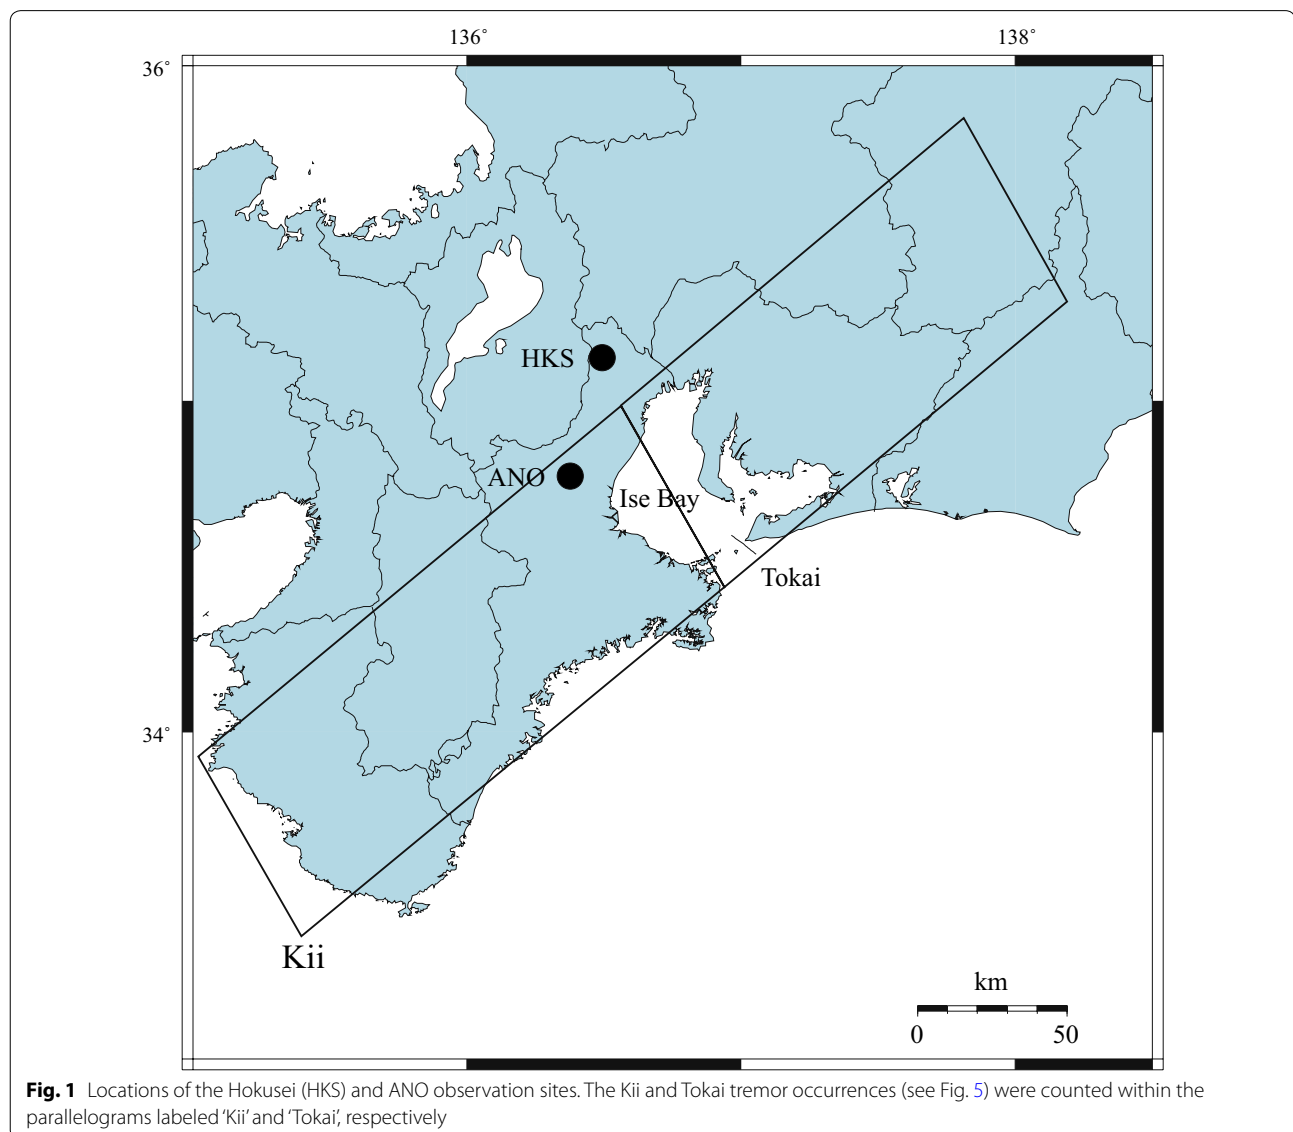 136° 138°
36°
HKS
ANO
Ise Bay
Tokai
34°
Kii
km
0 50
Fig. 1 Locations of the Hokusei (HKS) and ANO observation sites. The Kii and Tokai tremor occurrences (see Fig. 5) were counted within the
parallelograms labeled ‘Kii’ and ‘Tokai’, respectively